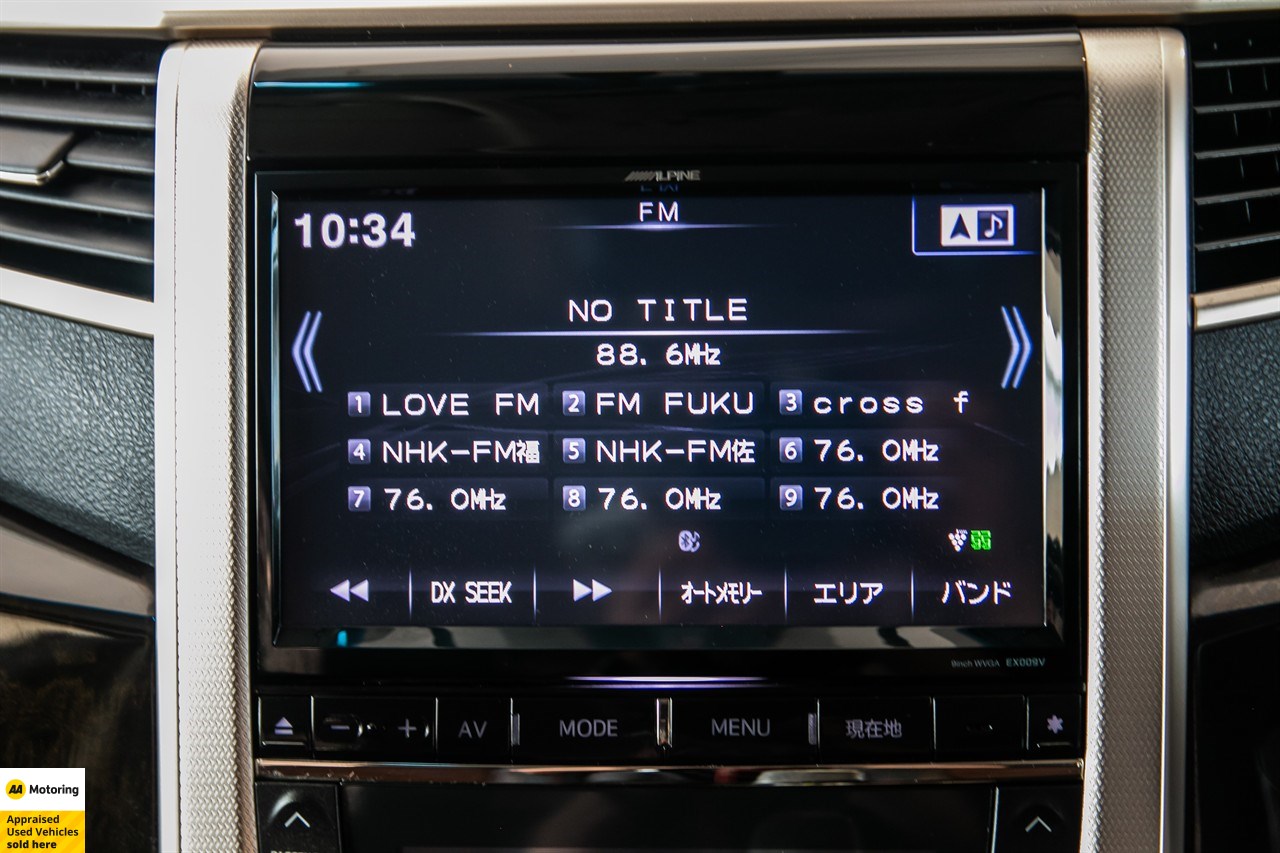 ALPINE
FM
10:34
NO TITLE
88.6MHz
1 LOVE FM 2 FM FUKU 3 cross f
4 NHK-FM福 5 NHK-FM佐 6 76.0MHz
7 76.0MHz 8 76.0MHz 9 76.0MHz
DX SEEK オートメモリー エリア バンド
9inch WVGA EX009V
− + AV MODE MENU 現在地 *
AA Motoring
Appraised
Used Vehicles
sold here